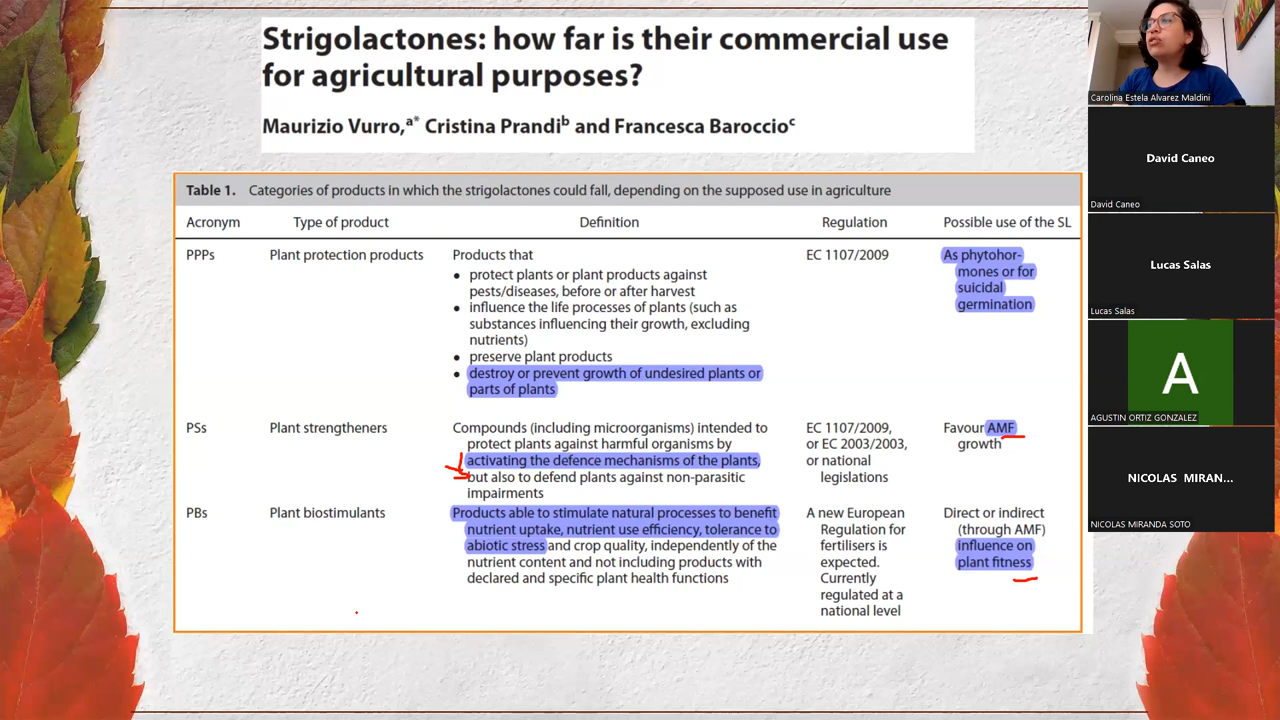 Strigolactones: how far is their commercial use
for agricultural purposes?
Maurizio Vurro,a* Cristina Prandib and Francesca Baroccioc
Table 1. Categories of products in which the strigolactones could fall, depending on the supposed use in agriculture
Acronym Type of product Definition Regulation Possible use of the SL
PPPs Plant protection products Products that EC 1107/2009 As phytohor-
• protect plants or plant products against mones or for
pests/diseases, before or after harvest suicidal
• influence the life processes of plants (such as germination
substances influencing their growth, excluding
nutrients)
• preserve plant products
• destroy or prevent growth of undesired plants or
parts of plants
PSs Plant strengtheners Compounds (including microorganisms) intended to EC 1107/2009, Favour AMF
protect plants against harmful organisms by or EC 2003/2003, growth
activating the defence mechanisms of the plants, or national
but also to defend plants against non-parasitic legislations
impairments
PBs Plant biostimulants Products able to stimulate natural processes to benefit A new European Direct or indirect
nutrient uptake, nutrient use efficiency, tolerance to Regulation for (through AMF)
abiotic stress and crop quality, independently of the fertilisers is influence on
nutrient content and not including products with expected. plant fitness
declared and specific plant health functions Currently
regulated at a
national level
Carolina Estela Alvarez Maldini
David Caneo
David Caneo
Lucas Salas
Lucas Salas
A
AGUSTIN ORTIZ GONZALEZ
NICOLAS MIRAN...
NICOLAS MIRANDA SOTO